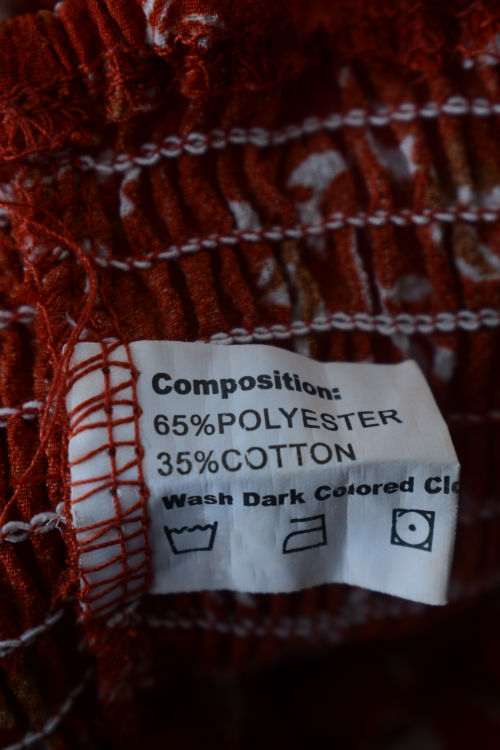 Composition:
65%POLYESTER
35%COTTON
Wash Dark Colored Clo